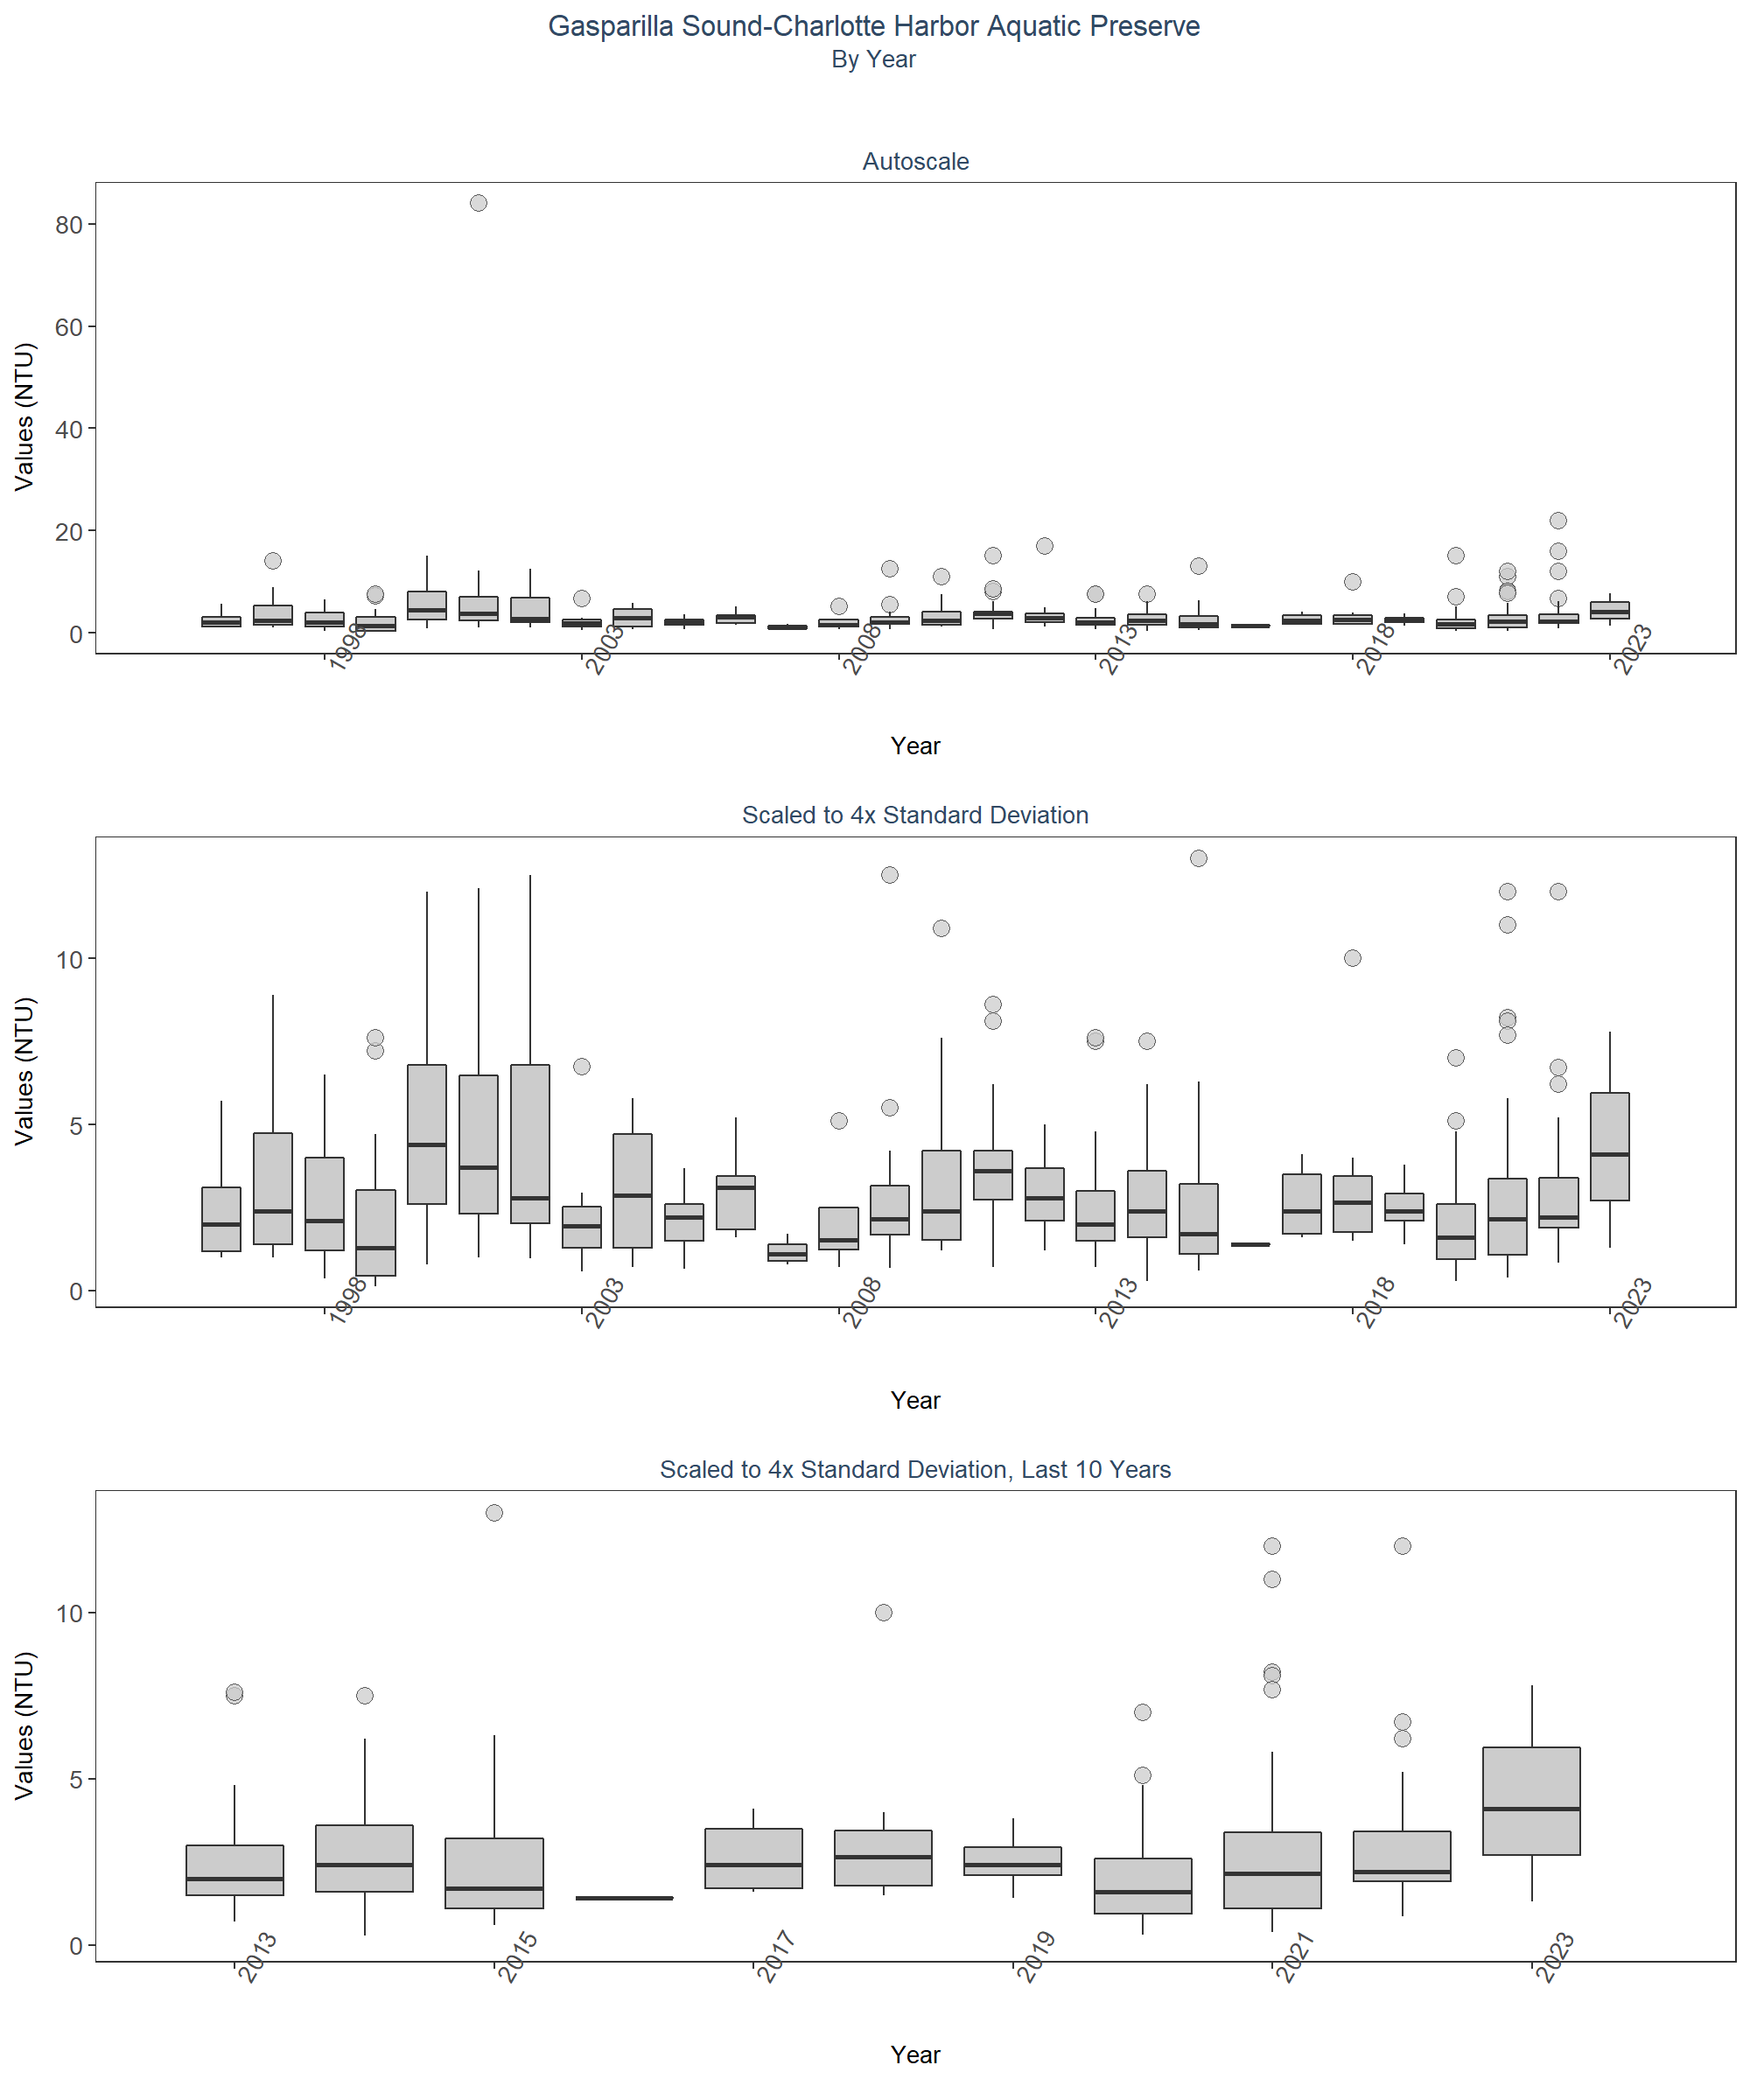 Gasparilla Sound-Charlotte Harbor Aquatic Preserve
By Year
Autoscale
Values (NTU)
80
60
40
20
0
1998
2003
2008
2013
2018
2023
Year
Scaled to 4x Standard Deviation
Values (NTU)
10
5
0
1998
2003
2008
2013
2018
2023
Year
Scaled to 4x Standard Deviation, Last 10 Years
Values (NTU)
10
5
0
2013
2015
2017
2019
2021
2023
Year